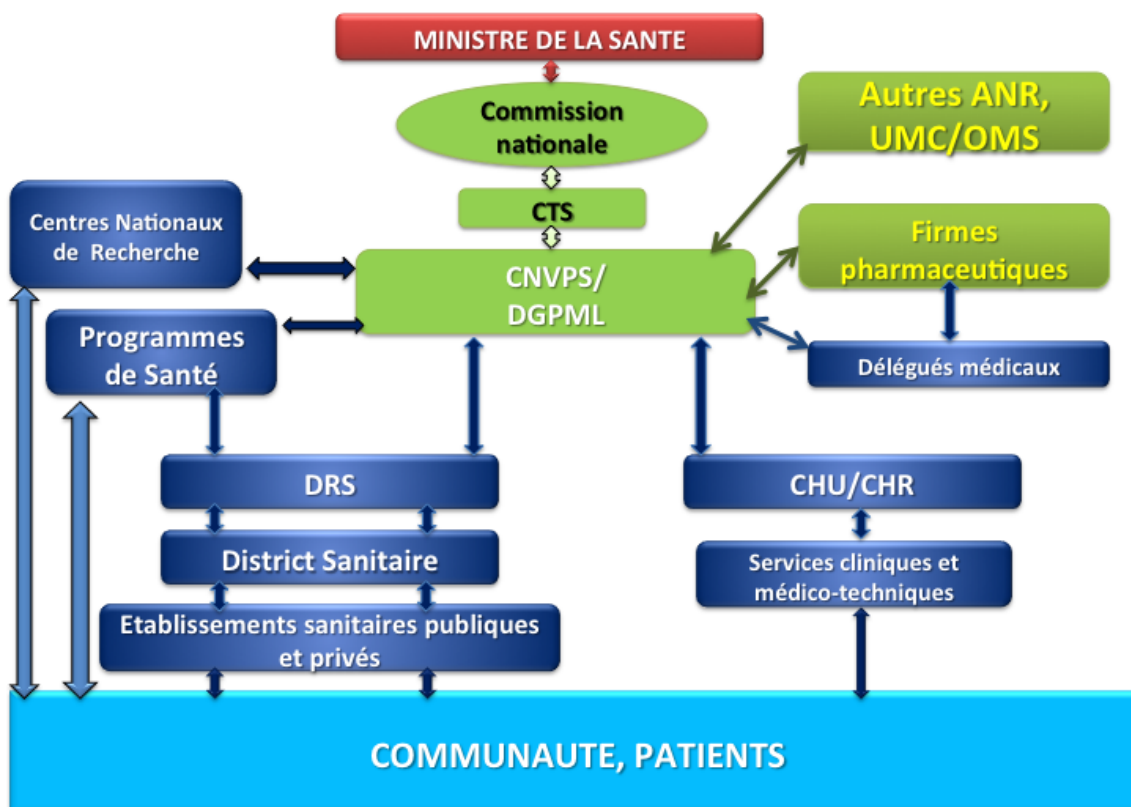 MINISTRE DE LA SANTE
Commission
nationale
Autres ANR,
UMC/OMS
CTS
Centres Nationaux
de Recherche
CNVPS/
DGPML
Firmes
pharmaceutiques
Programmes
de Santé
Délégués médicaux
DRS
CHU/CHR
District Sanitaire
Services cliniques et
médico-techniques
Etablissements sanitaires publiques
et privés
COMMUNAUTE, PATIENTS